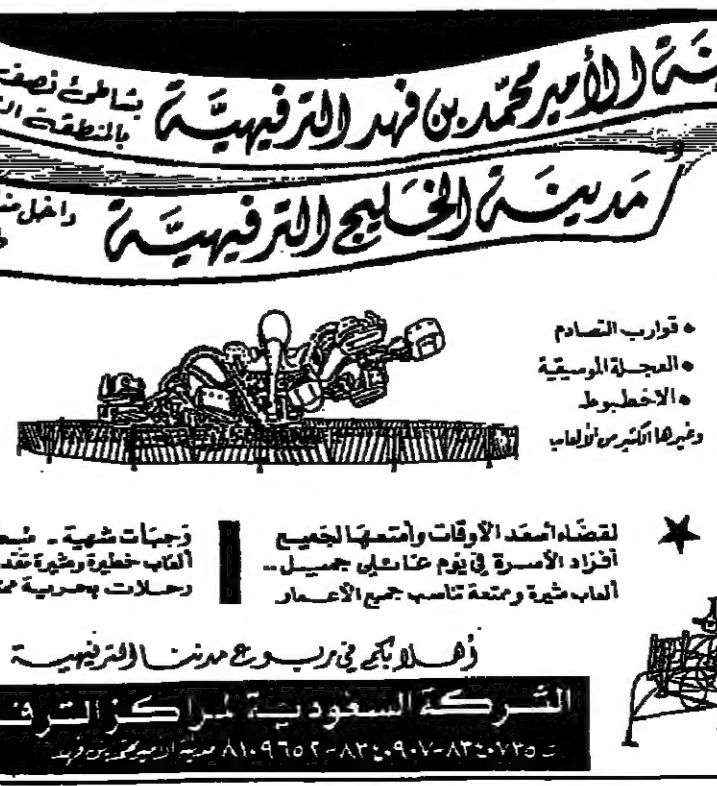 الأمير محمد بن فهد الترفيهية بشاطئ نصف
بالمنطقة
و
مدينة الخليج الترفيهية داخل
• قوارب التصادم
• العجلة الموسيقية
• الاخطبوط
وغيرها الكثير من الألعاب
لقضاء أسعد الأوقات وأمتعها لجميع
أفراد الأسرة في يوم عائلي جميل ..
ألعاب مثيرة وممتعة تناسب جميع الأعمار
وجبات شهية -
ألعاب خطيرة ومثيرة
رحلات بحرية
أهلا بكم في ربوع مدننا الترفيهية
الشركة السعودية لمراكز
ت ٨٣٤٠٧٣٥-٨٣٤٠٩٠٧-٨١٠٩٦٥٢ مدينة الأمير محمد بن فهد